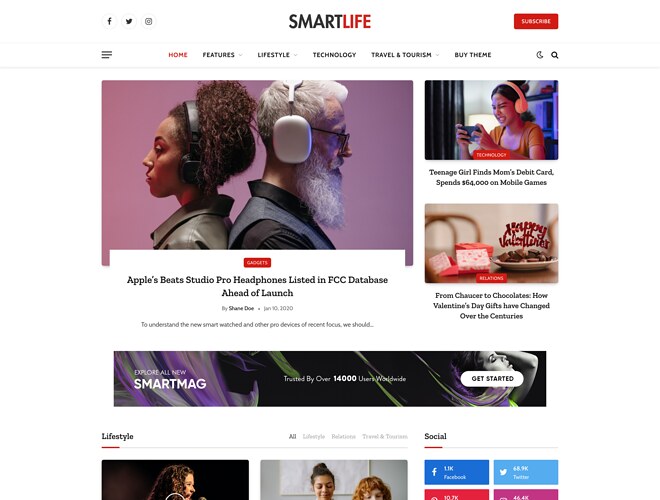 SMARTLIFE
SUBSCRIBE
HOME
FEATURES
LIFESTYLE
TECHNOLOGY
TRAVEL & TOURISM
BUY THEME
GADGETS
Apple's Beats Studio Pro Headphones Listed in FCC Database
Ahead of Launch
By Shane Doe • Jan 10, 2020
To understand the new smart watched and other pro devices of recent focus, we should…
TECHNOLOGY
Teenage Girl Finds Mom's Debit Card,
Spends $64,000 on Mobile Games
Happy
Valentines
RELATIONS
From Chaucer to Chocolates: How
Valentine's Day Gifts have Changed
Over the Centuries
EXPLORE ALL NEW
SMARTMAG
Trusted By Over 14000 Users Worldwide
GET STARTED
Lifestyle
All
Lifestyle
Relations
Travel & Tourism
Social
1.1K
Facebook
68.9K
Twitter
10.7K
46.4K